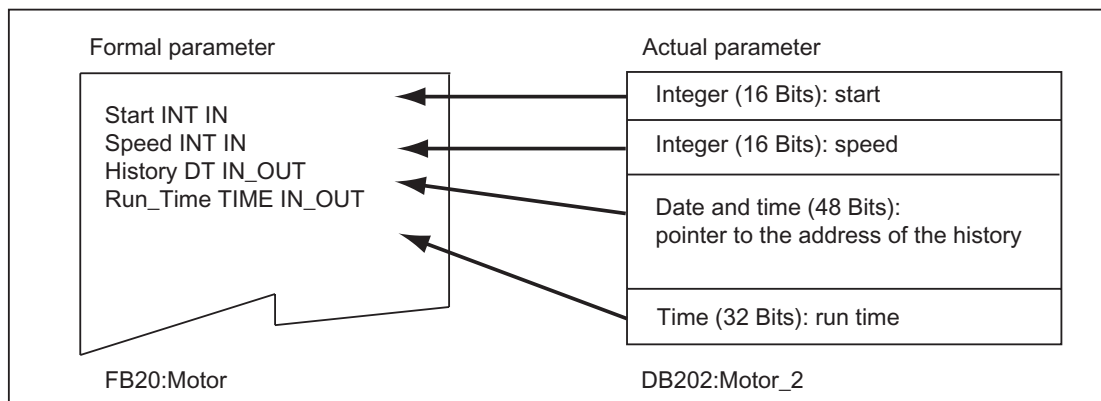 Formal parameter
Start INT IN
Speed INT IN
History DT IN_OUT
Run_Time TIME IN_OUT
FB20:Motor
Actual parameter
Integer (16 Bits): start
Integer (16 Bits): speed
Date and time (48 Bits):
pointer to the address of the history
Time (32 Bits): run time
DB202:Motor_2